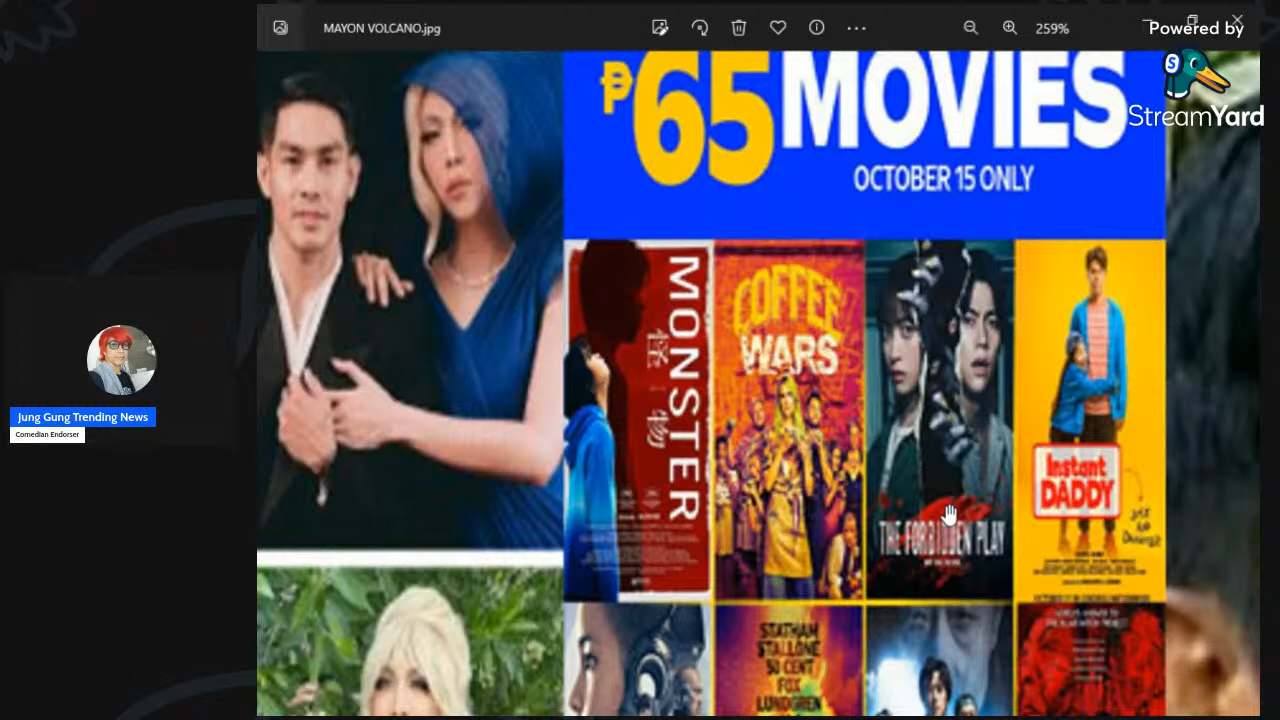 MAYON VOLCANO.jpg
259%
Powered by
S
StreamYard
₱65 MOVIES
OCTOBER 15 ONLY
MONSTER
怪物
COFFEE
WARS
THE FORBIDDEN PLAY
Instant
DADDY
STATHAM
STALLONE
50 CENT
FOX
LUNDGREN
Jung Gung Trending News
Comedian Endorser